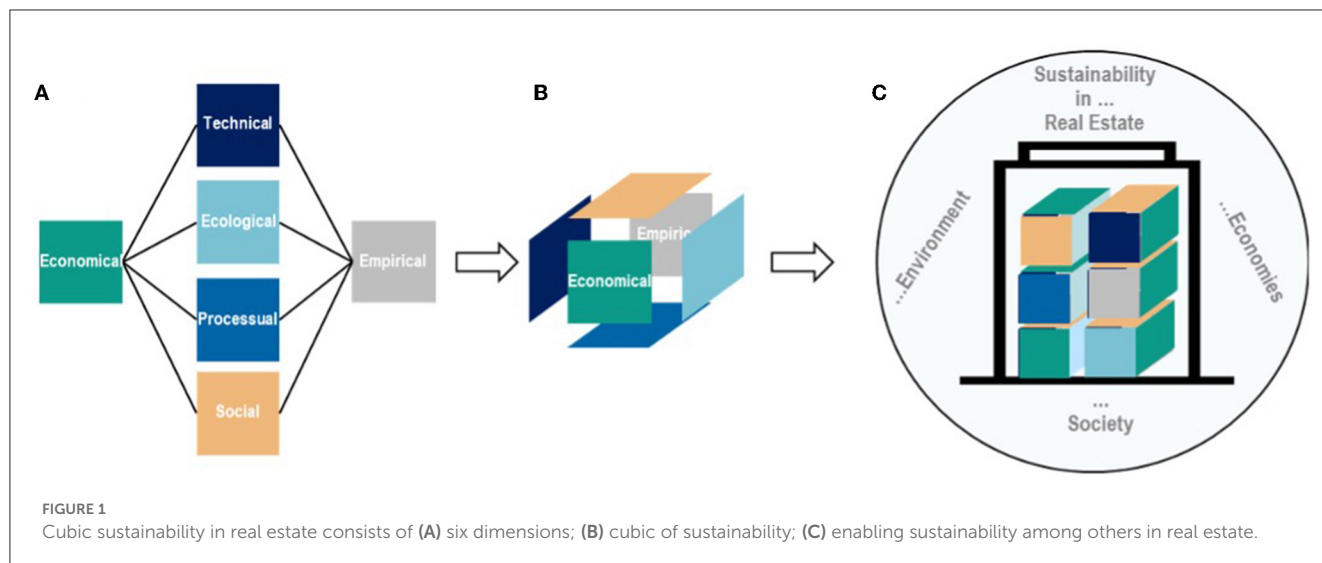 A
Technical
Ecological
Economical
Empirical
Processual
Social
B
Empiric
Economical
C
Sustainability
in ...
Real Estate
...Environment
...Economies
...
Society
FIGURE 1
Cubic sustainability in real estate consists of (A) six dimensions; (B) cubic of sustainability; (C) enabling sustainability among others in real estate.